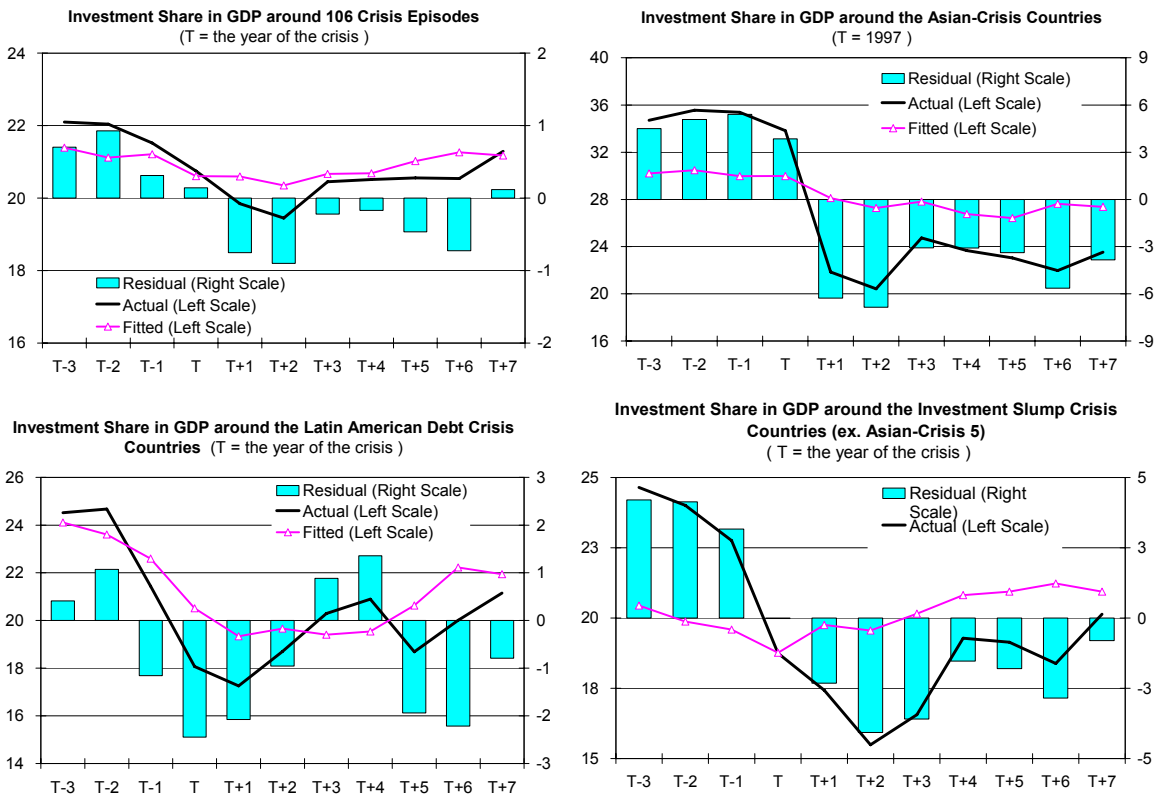 Investment Share in GDP around 106 Crisis Episodes
(T = the year of the crisis )
24
22
20
18
16
2
1
0
-1
-2
Residual (Right Scale)
Actual (Left Scale)
Fitted (Left Scale)
T-3 T-2 T-1 T T+1 T+2 T+3 T+4 T+5 T+6 T+7
Investment Share in GDP around the Asian-Crisis Countries
(T = 1997 )
40
36
32
28
24
20
16
9
6
3
0
-3
-6
-9
Residual (Right Scale)
Actual (Left Scale)
Fitted (Left Scale)
T-3 T-2 T-1 T T+1 T+2 T+3 T+4 T+5 T+6 T+7
Investment Share in GDP around the Latin American Debt Crisis
Countries (T = the year of the crisis )
26
24
22
20
18
16
14
3
2
1
0
-1
-2
-3
Residual (Right Scale)
Actual (Left Scale)
Fitted (Left Scale)
T-3 T-2 T-1 T T+1 T+2 T+3 T+4 T+5 T+6 T+7
Investment Share in GDP around the Investment Slump Crisis
Countries (ex. Asian-Crisis 5)
( T = the year of the crisis )
25
23
20
18
15
5
3
0
-3
-5
Residual (Right
Scale)
Actual (Left Scale)
T-3 T-2 T-1 T T+1 T+2 T+3 T+4 T+5 T+6 T+7